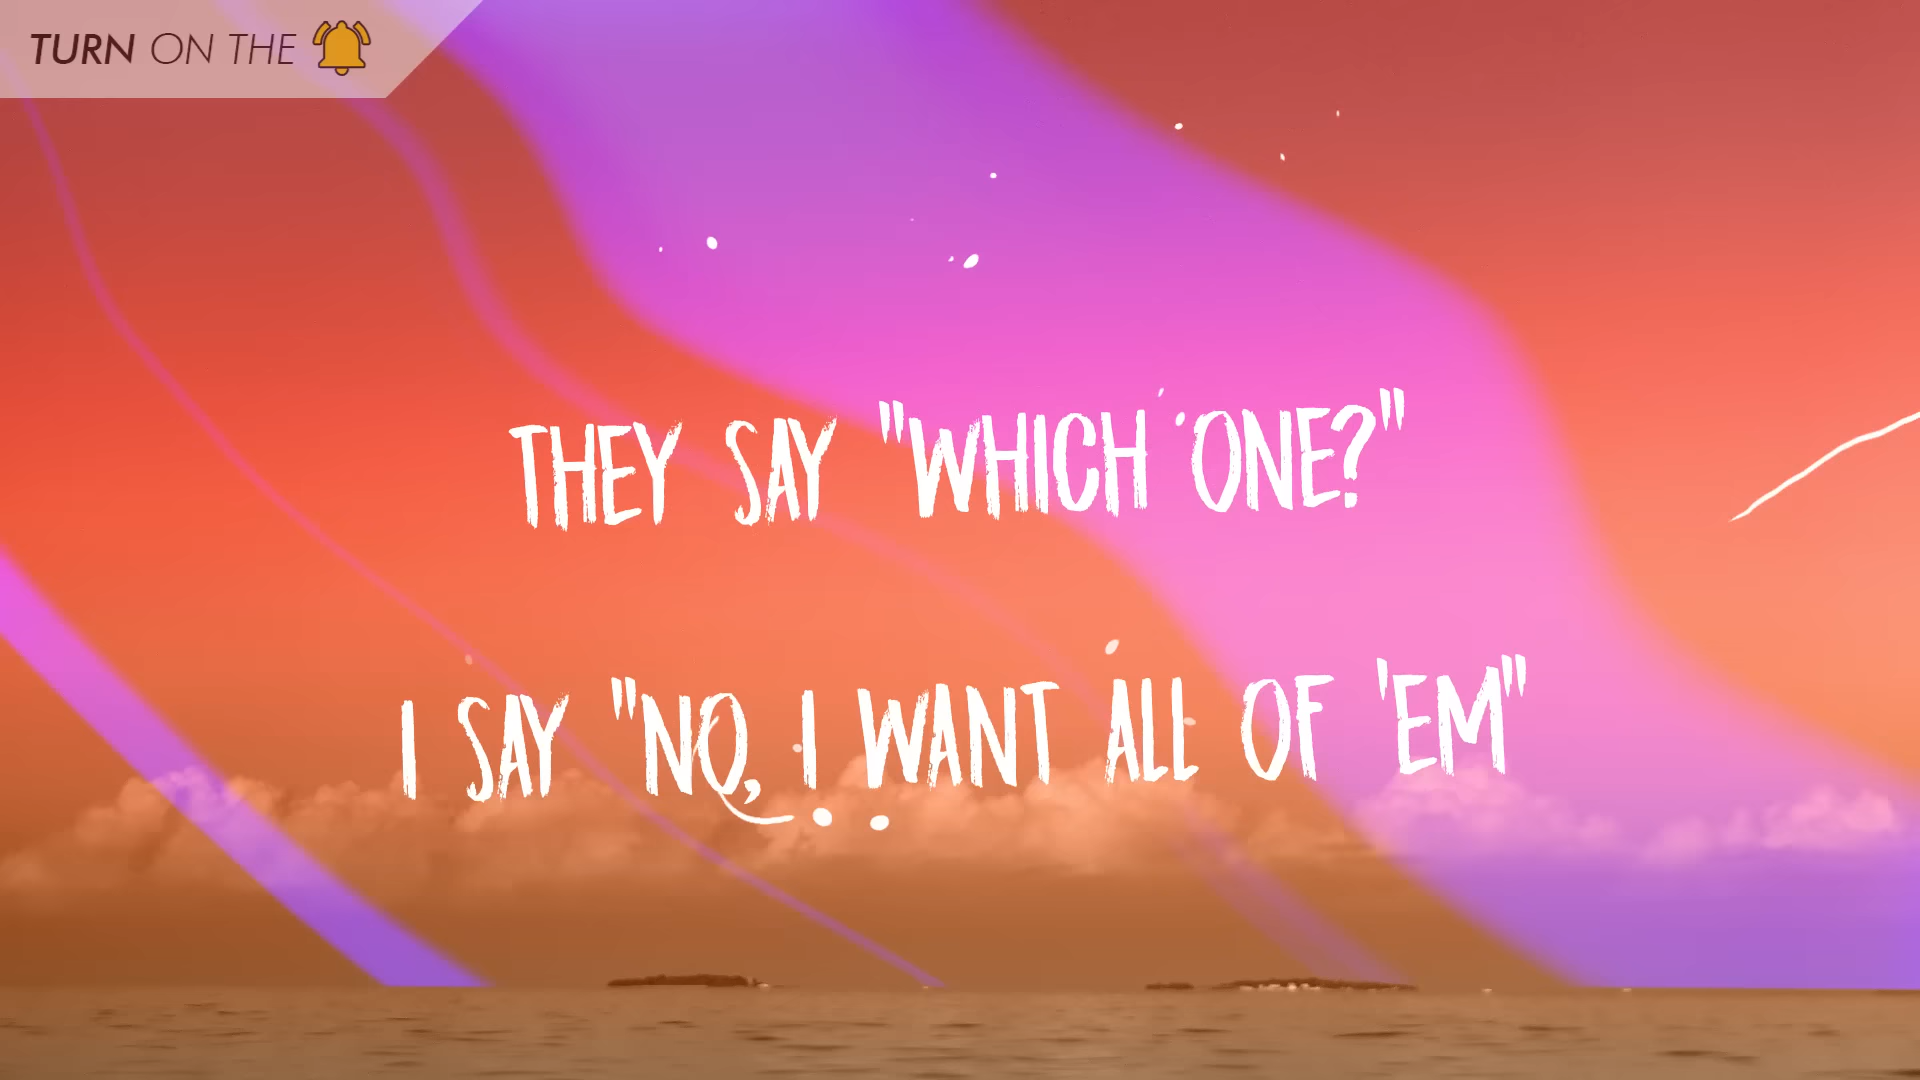 TURN ON THE
THEY SAY "WHICH ONE?"
I SAY "NO, I WANT ALL OF 'EM"